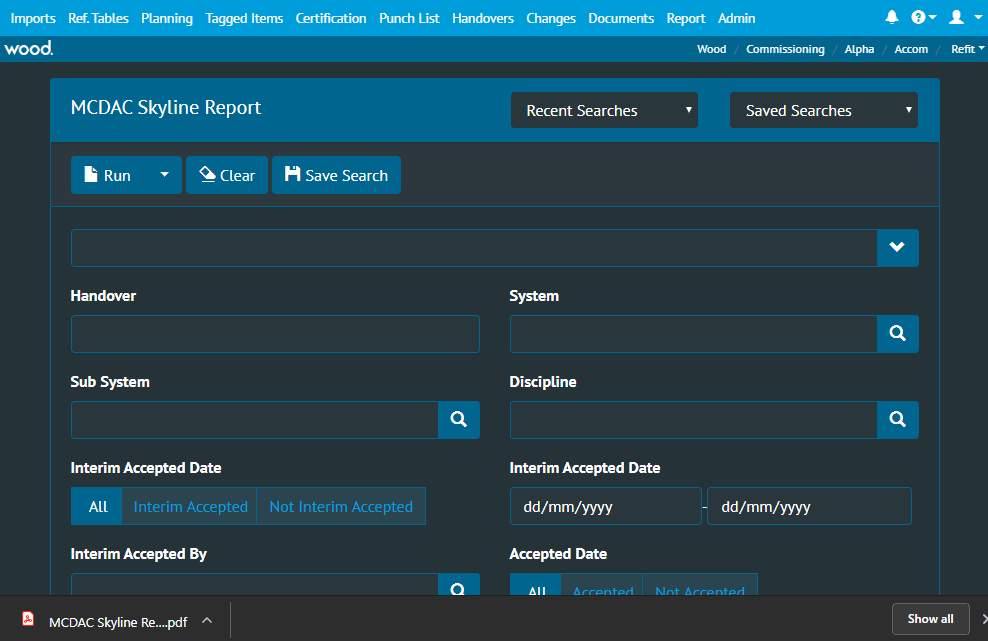 Imports Ref. Tables Planning Tagged Items Certification Punch List Handovers Changes Documents Report Admin
wood. Wood / Commissioning / Alpha / Accom / Refit
MCDAC Skyline Report Recent Searches Saved Searches
Run Clear Save Search
Handover System
Sub System Discipline
Interim Accepted Date Interim Accepted Date
All Interim Accepted Not Interim Accepted dd/mm/yyyy - dd/mm/yyyy
Interim Accepted By Accepted Date
All Accepted Not Accepted
MCDAC Skyline Re....pdf Show all